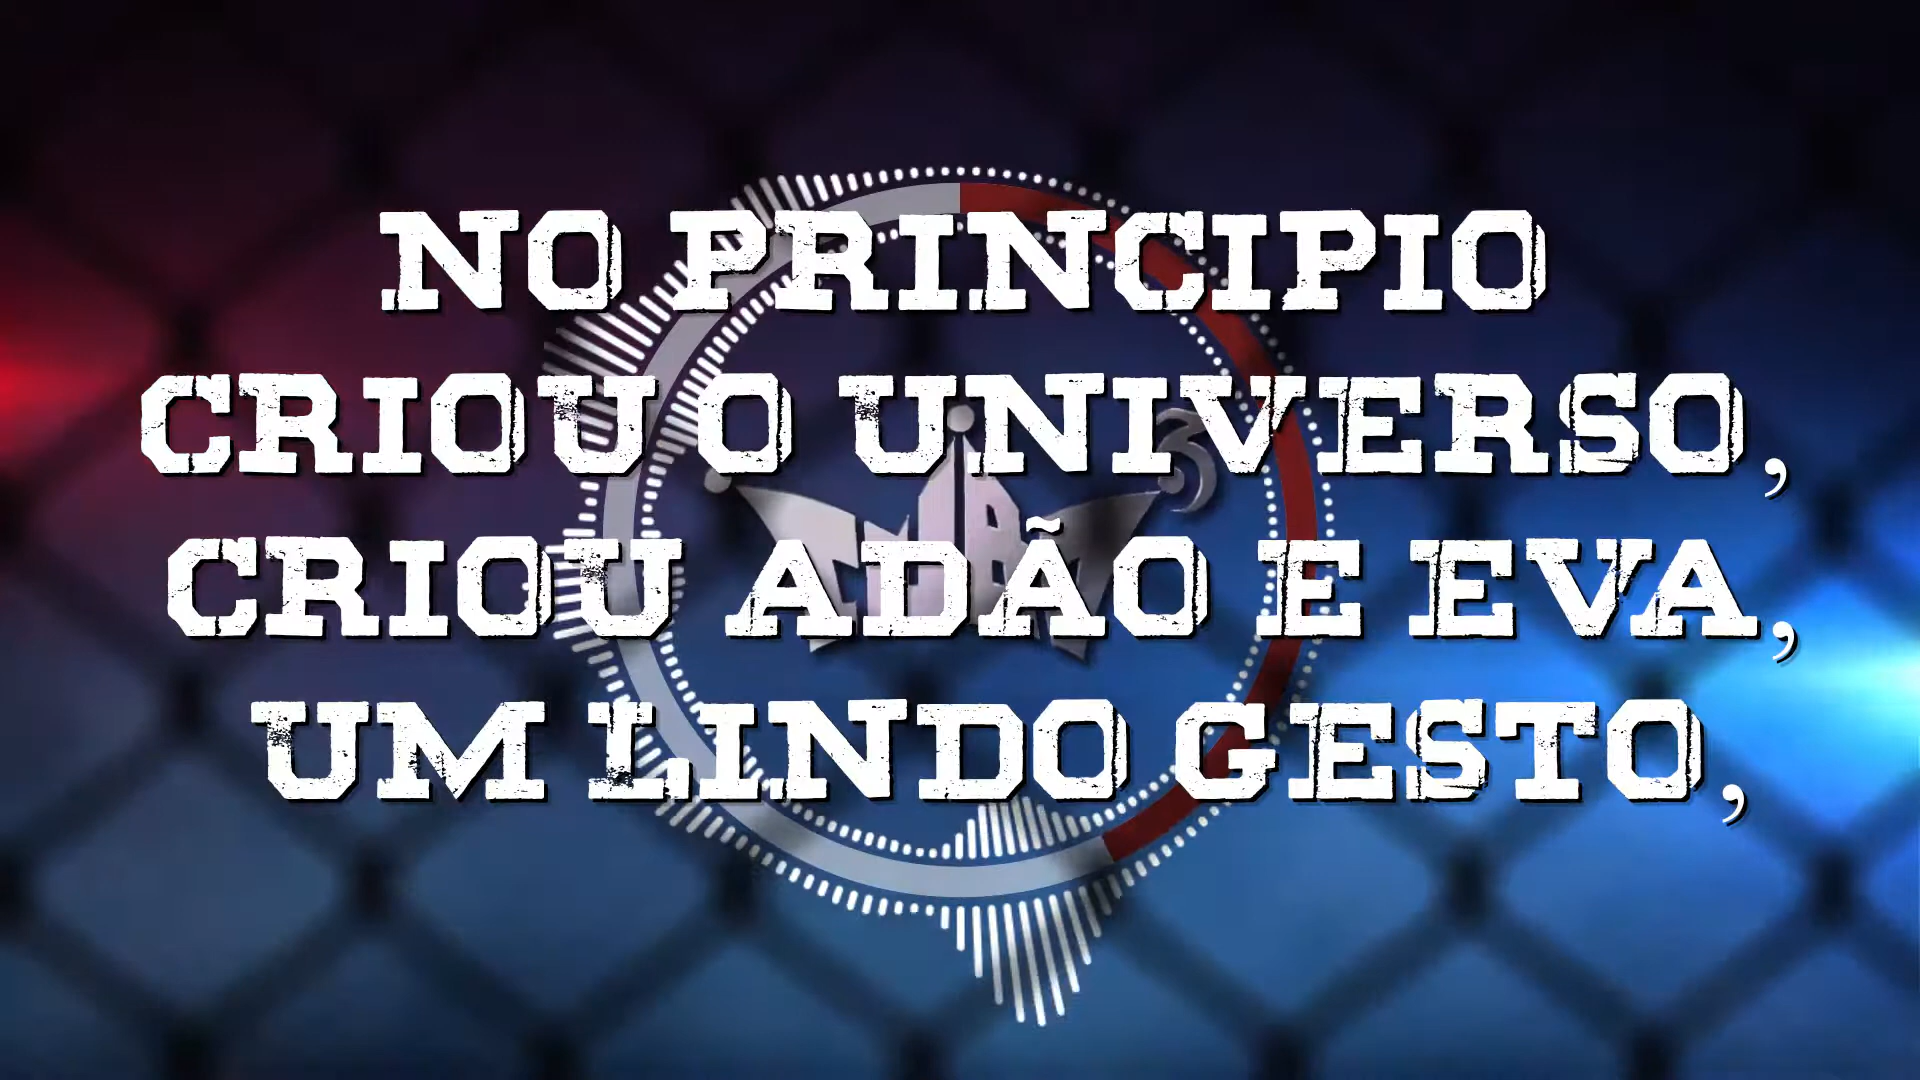 NO PRINCIPIO
CRIOU O UNIVERSO,
CRIOU ADÃO E EVA,
UM LINDO GESTO,